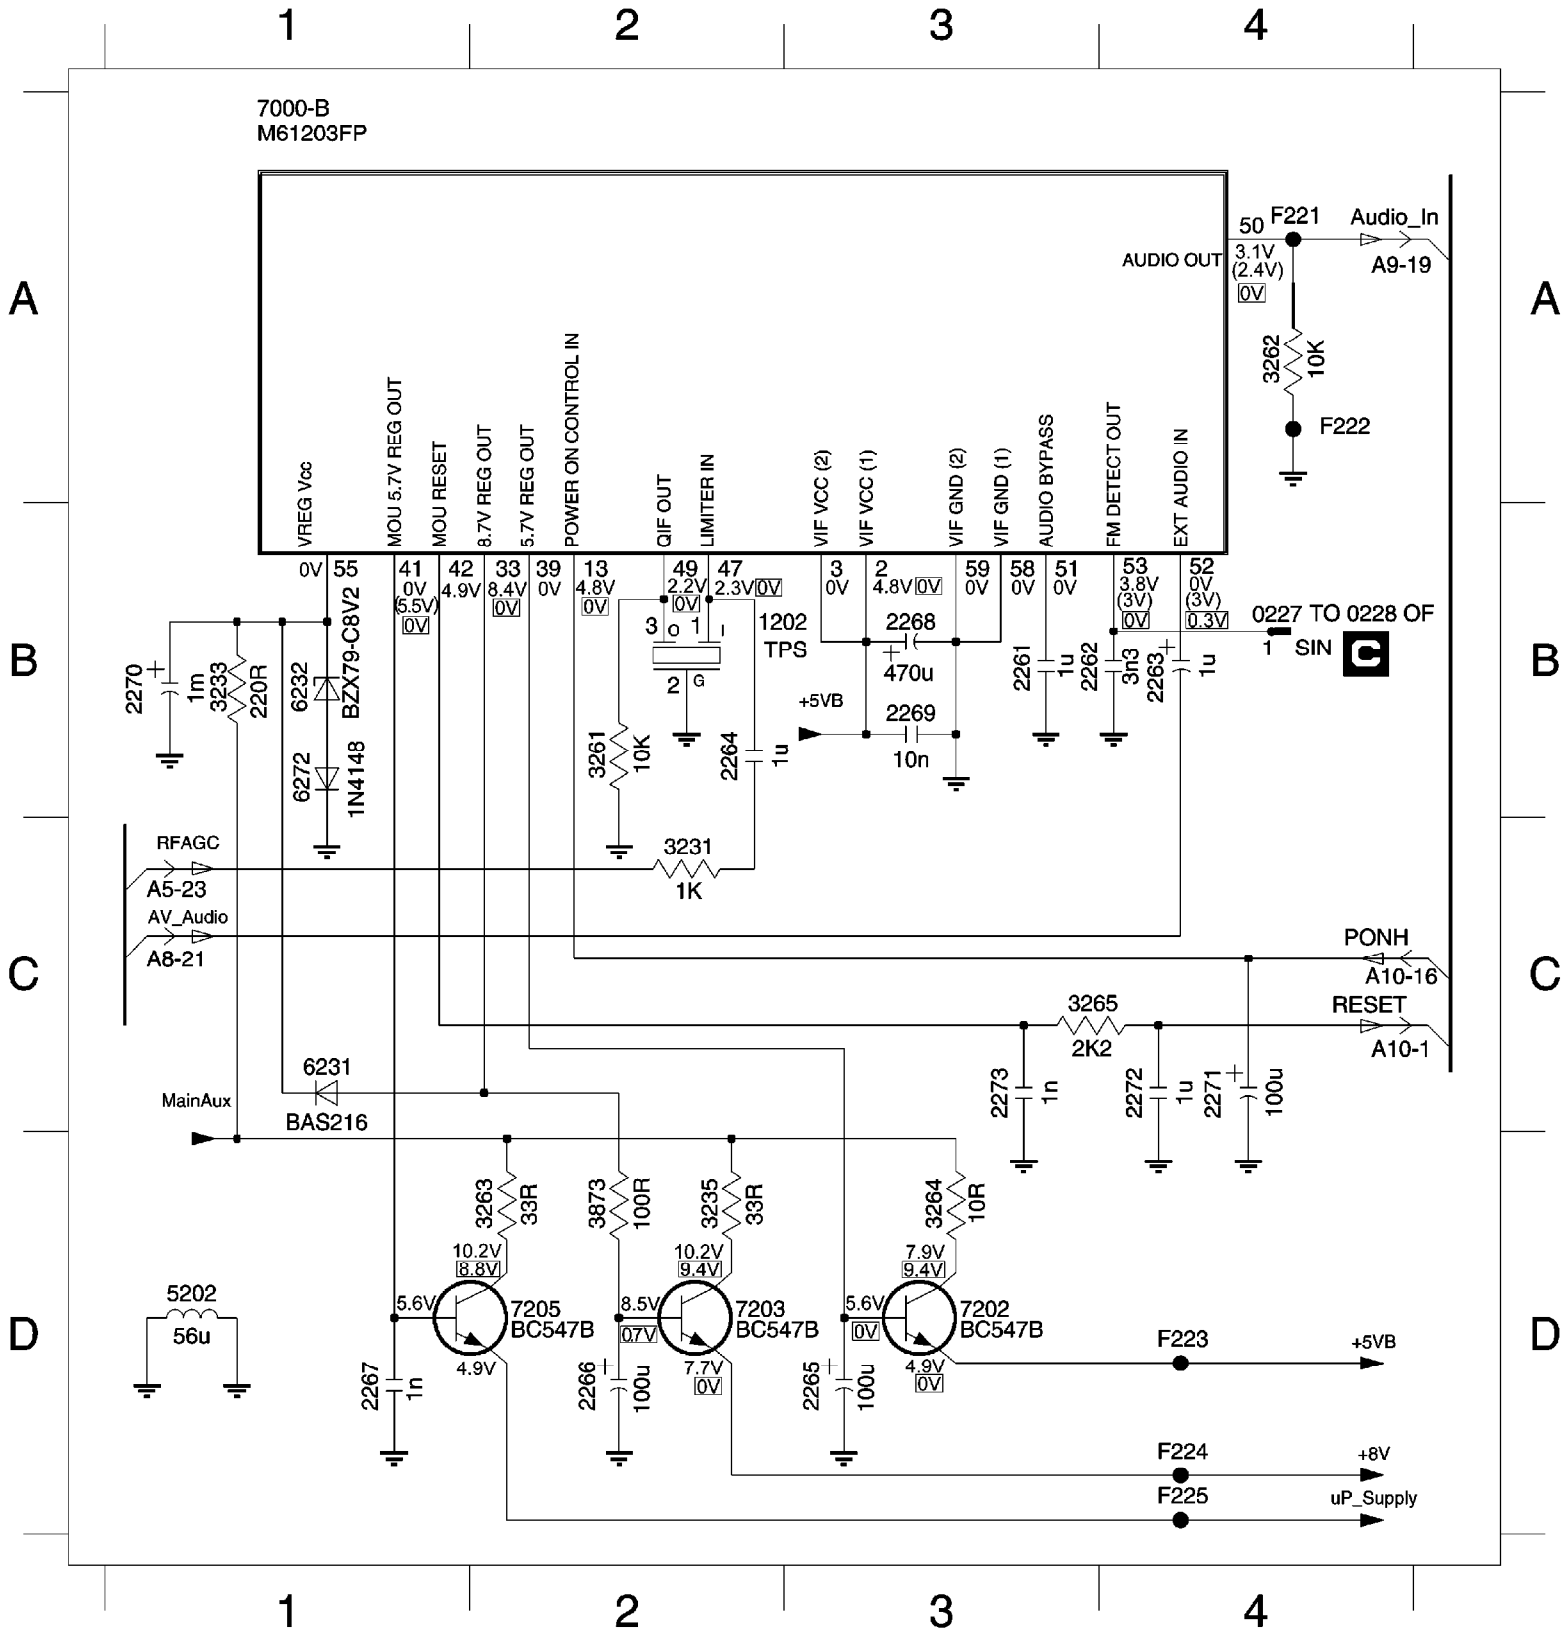 1 2 3 4
7000-B
M61203FP
A
A
50 F221 Audio_In
AUDIO OUT
3.1V
(2.4V)
0V
A9-19
3262
10K
F222
VREG Vcc
MOU 5.7V REG OUT
MOU RESET
8.7V REG OUT
5.7V REG OUT
POWER ON CONTROL IN
QIF OUT
LIMITER IN
VIF VCC (2)
VIF VCC (1)
VIF GND (2)
VIF GND (1)
AUDIO BYPASS
FM DETECT OUT
EXT AUDIO IN
0V 55 41 42 33 39 13 49 47 3 2 59 58 51 53 52
0V
(5.5V)
0V
4.9V
8.4V
0V
0V
4.8V
0V
2.2V
0V
2.3V 0V
0V
4.8V 0V
0V
0V
0V
3.8V
(3V)
0V
0V
(3V)
0.3V
B
B
2270
1m
3233
220R
6232
BZX79-C8V2
6272
1N4148
3 O 1 I
2 G
1202
TPS
3261
10K
2264
1u
2268
470u
+5VB
2269
10n
2261
1u
2262
3n3
2263
1u
0227 TO 0228 OF
1 SIN C
RFAGC
A5-23
3231
1K
AV_Audio
A8-21
C
C
PONH
A10-16
RESET
A10-1
3265
2K2
2273
1n
2272
1u
2271
100u
6231
BAS216
MainAux
3263
33R
3873
100R
3235
33R
3264
10R
10.2V
8.8V
10.2V
9.4V
7.9V
9.4V
D
D
5202
56u
5.6V
7205
BC547B
4.9V
8.5V
0.7V
7203
BC547B
7.7V
0V
5.6V
0V
7202
BC547B
4.9V
0V
2267
1n
2266
100u
2265
100u
F223 +5VB
F224 +8V
F225 uP_Supply
1 2 3 4